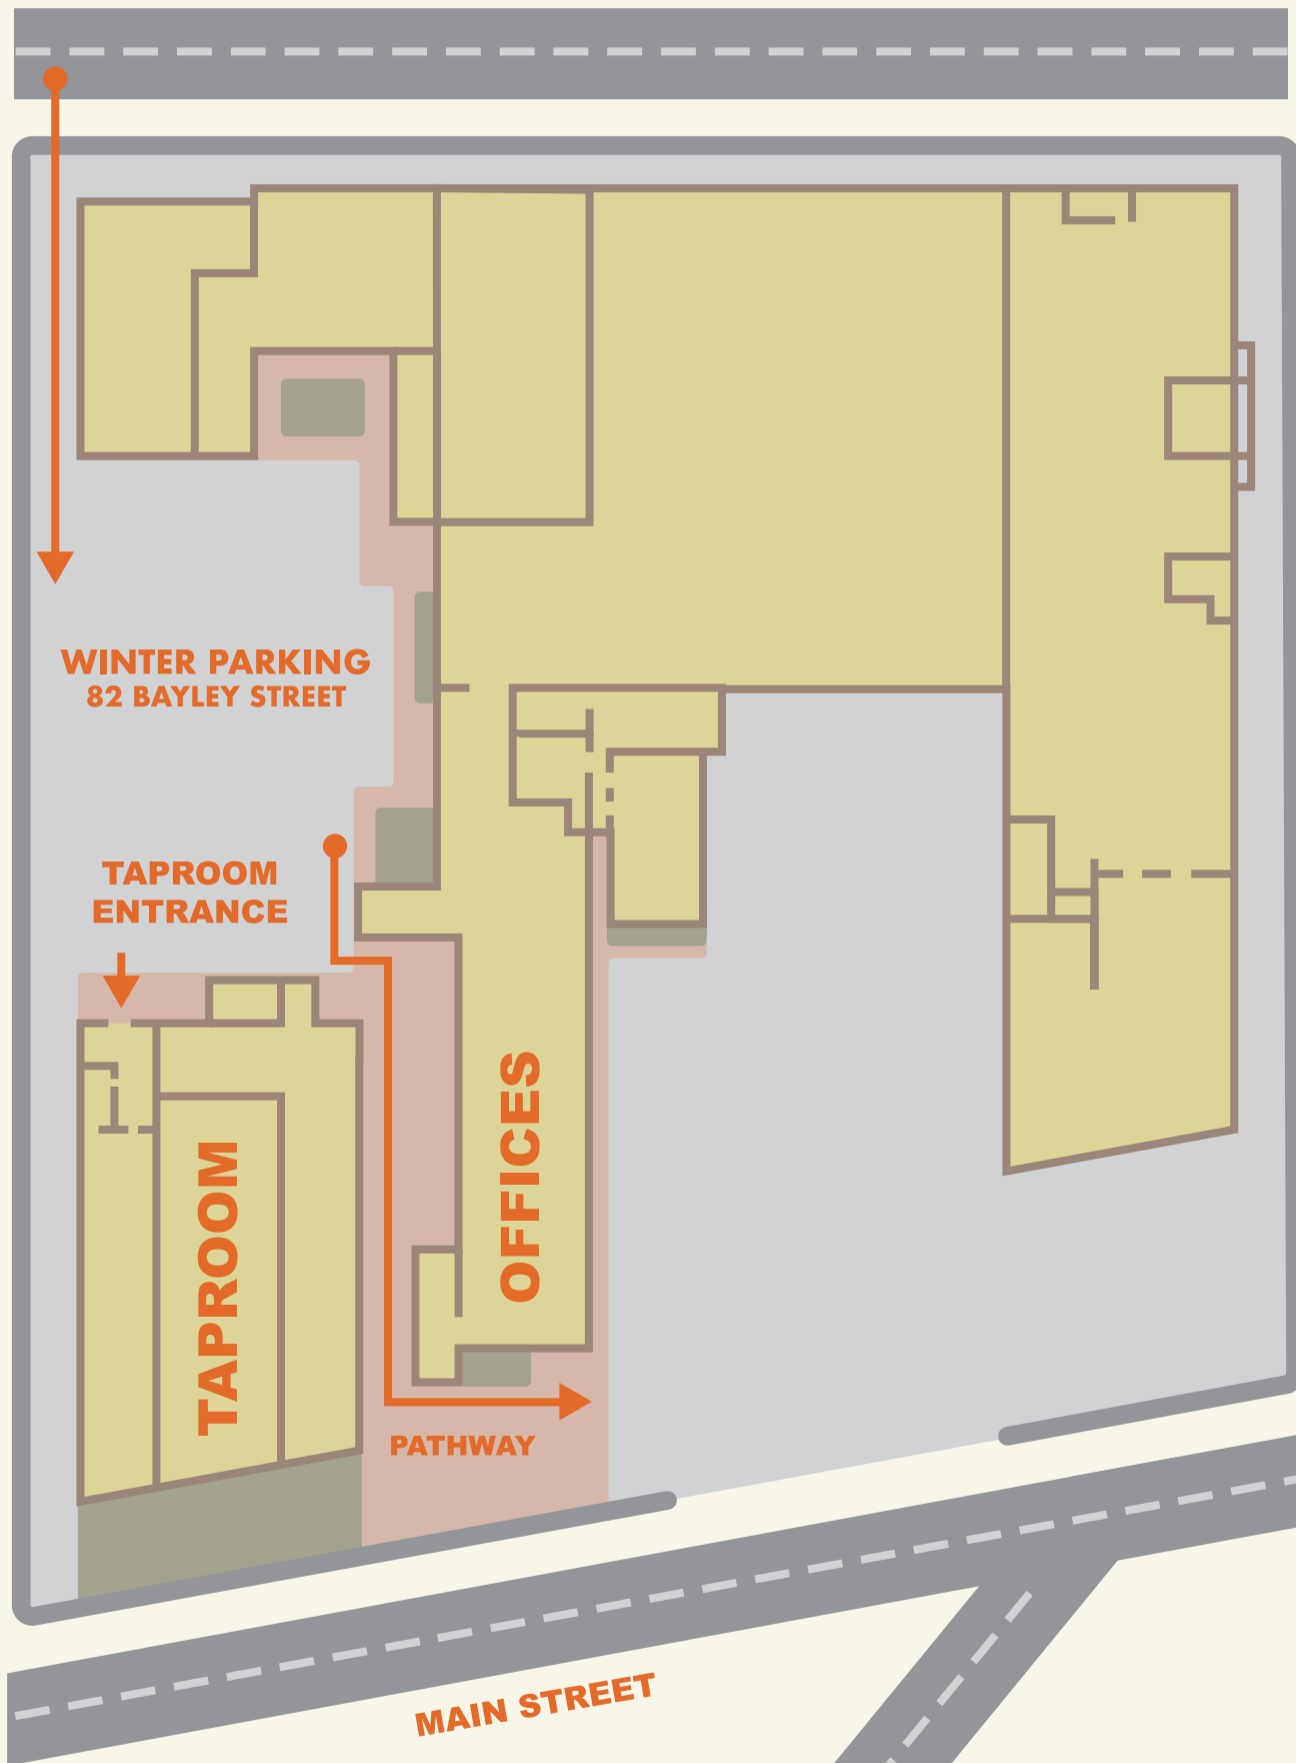 WINTER PARKING
82 BAYLEY STREET
TAPROOM
ENTRANCE
OFFICES
TAPROOM
PATHWAY
MAIN STREET